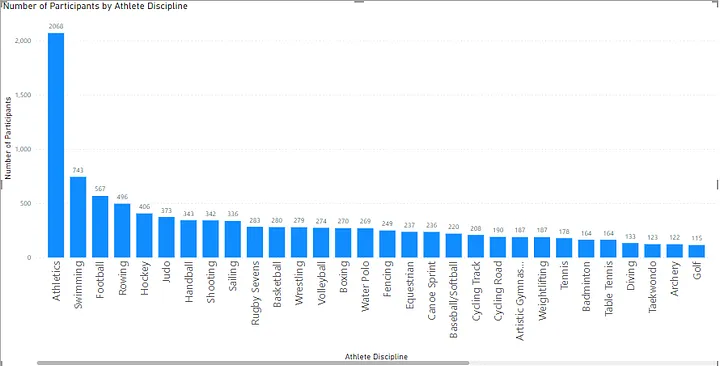 Number of Participants by Athlete Discipline
2068
2,000
1,500
1,000
500
0
Number of Participants
743
567
496
406
373
343
342
336
283
280
279
274
270
269
249
237
236
220
208
190
187
187
178
164
164
133
123
122
115
Athletics
Swimming
Football
Rowing
Hockey
Judo
Handball
Shooting
Sailing
Rugby Sevens
Basketball
Wrestling
Volleyball
Boxing
Water Polo
Fencing
Equestrian
Canoe Sprint
Baseball/Softball
Cycling Track
Cycling Road
Artistic Gymnas...
Weightlifting
Tennis
Badminton
Table Tennis
Diving
Taekwondo
Archery
Golf
Athlete Discipline